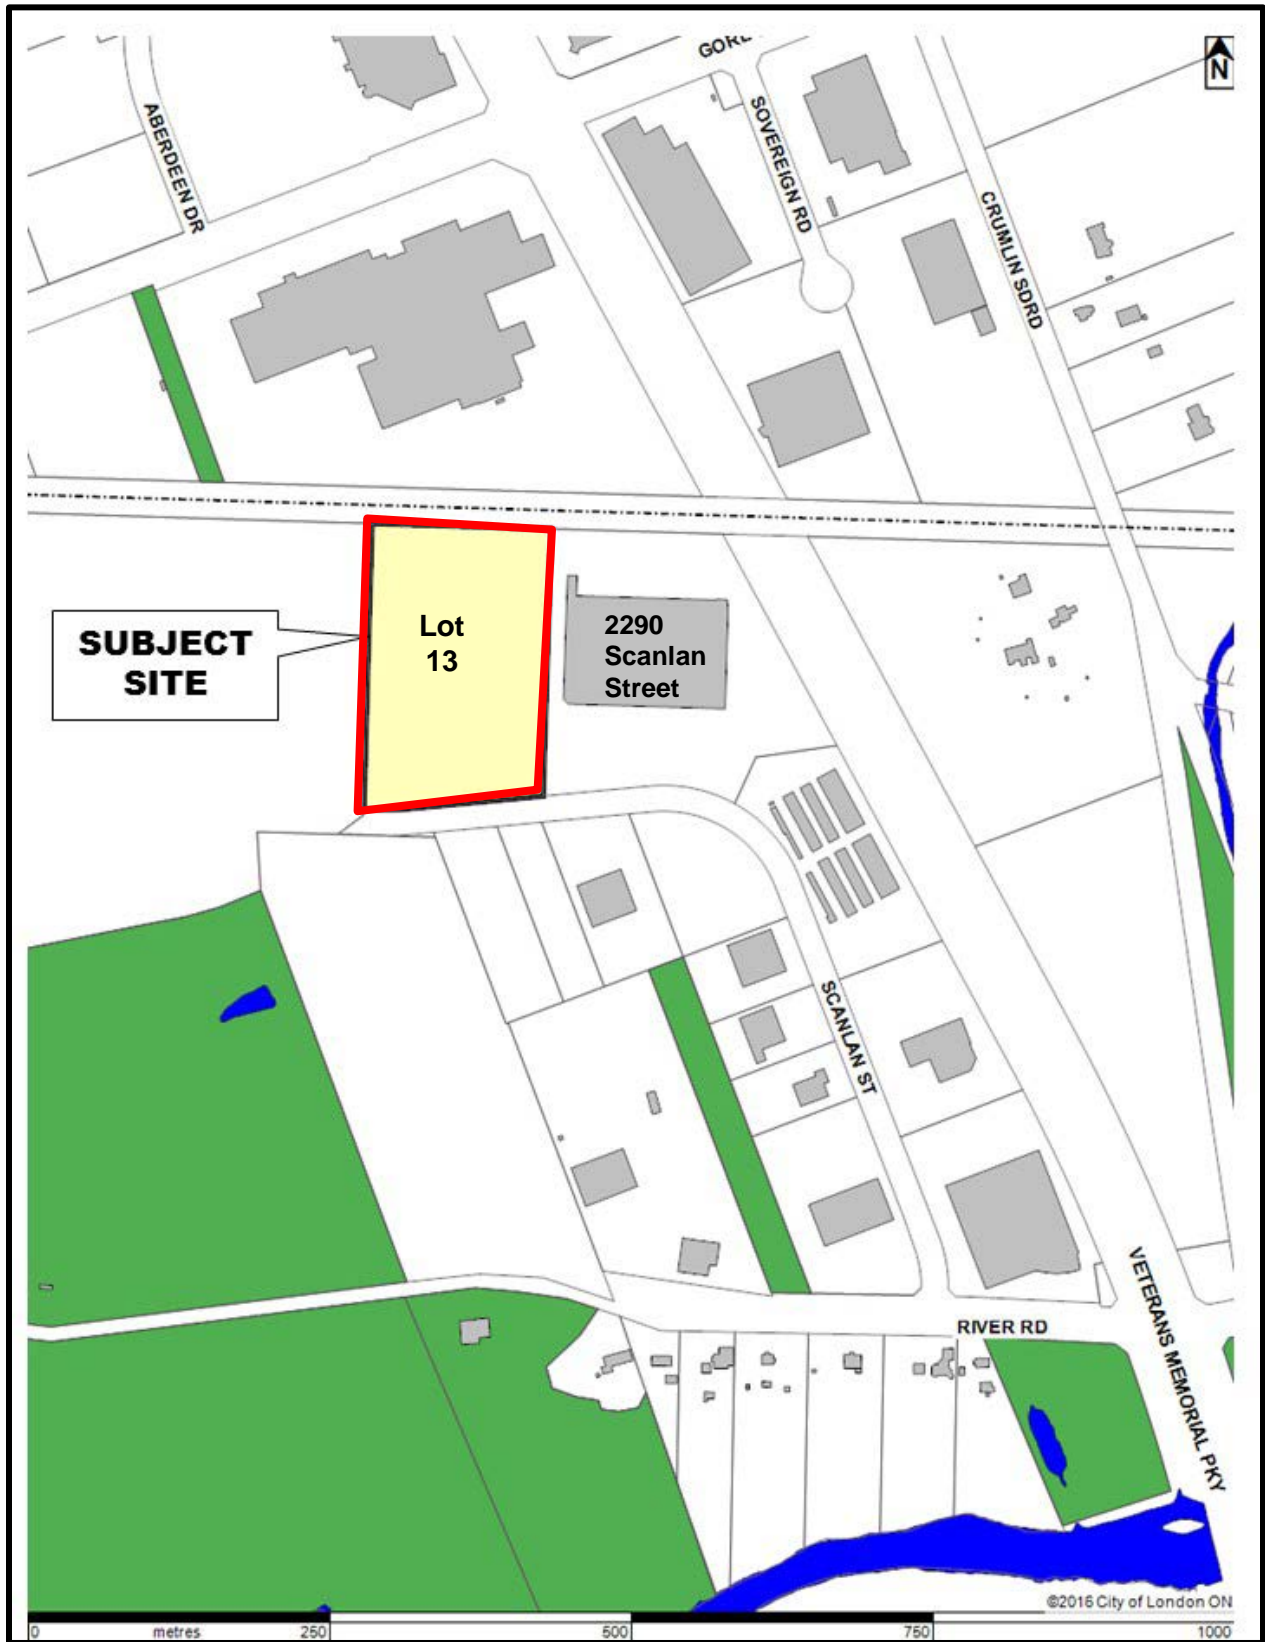 N
ABERDEEN DR
SOVEREIGN RD
CRUMLIN SDRD
SUBJECT
SITE
Lot
13
2290
Scanlan
Street
SCANLAN ST
RIVER RD
VETERANS MEMORIAL PKY
©2016 City of London ON
0 metres 250 500 750 1000